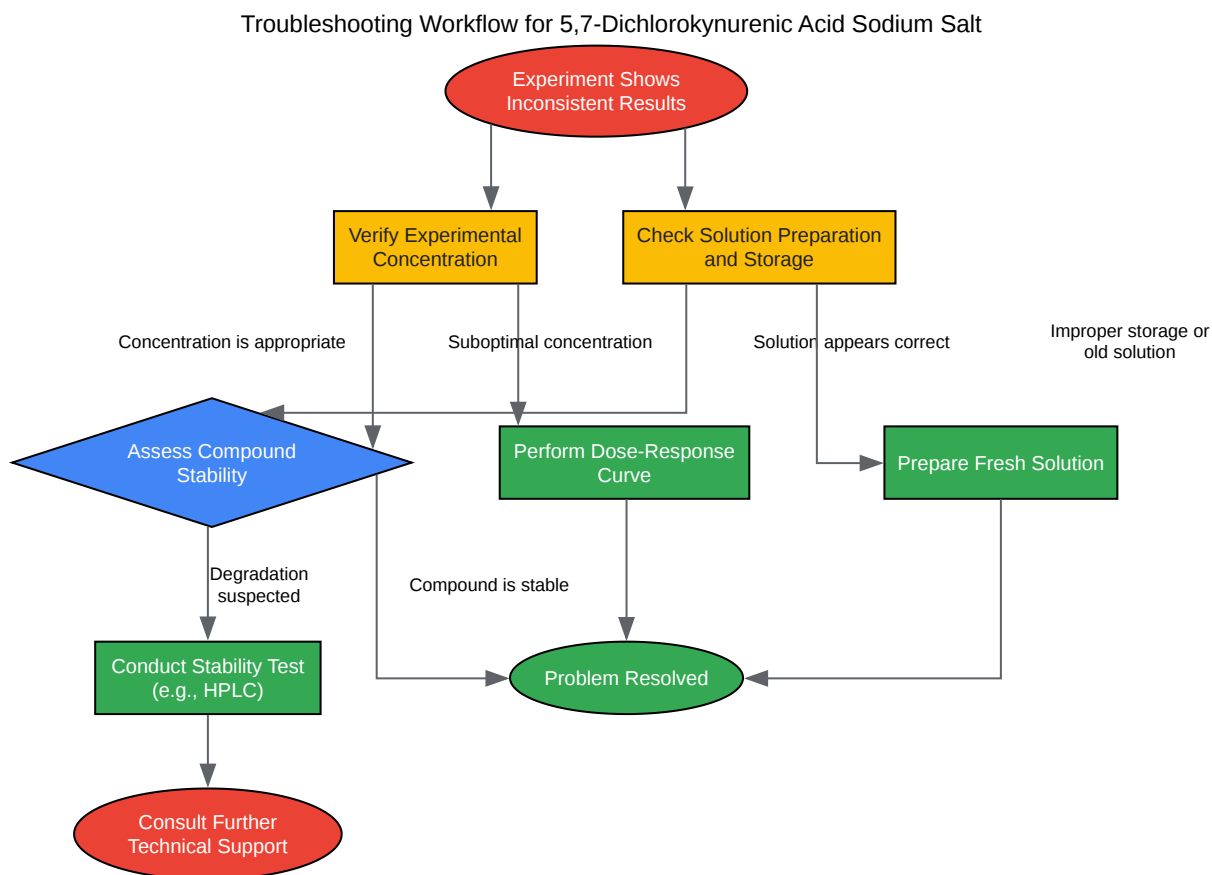 Troubleshooting Workflow for 5,7-Dichlorokynurenic Acid Sodium Salt
Experiment Shows
Inconsistent Results
Verify Experimental
Concentration
Check Solution Preparation
and Storage
Concentration is appropriate
Suboptimal concentration
Solution appears correct
Improper storage or
old solution
Assess Compound
Stability
Perform Dose-Response
Curve
Prepare Fresh Solution
Degradation
suspected
Compound is stable
Conduct Stability Test
(e.g., HPLC)
Problem Resolved
Consult Further
Technical Support